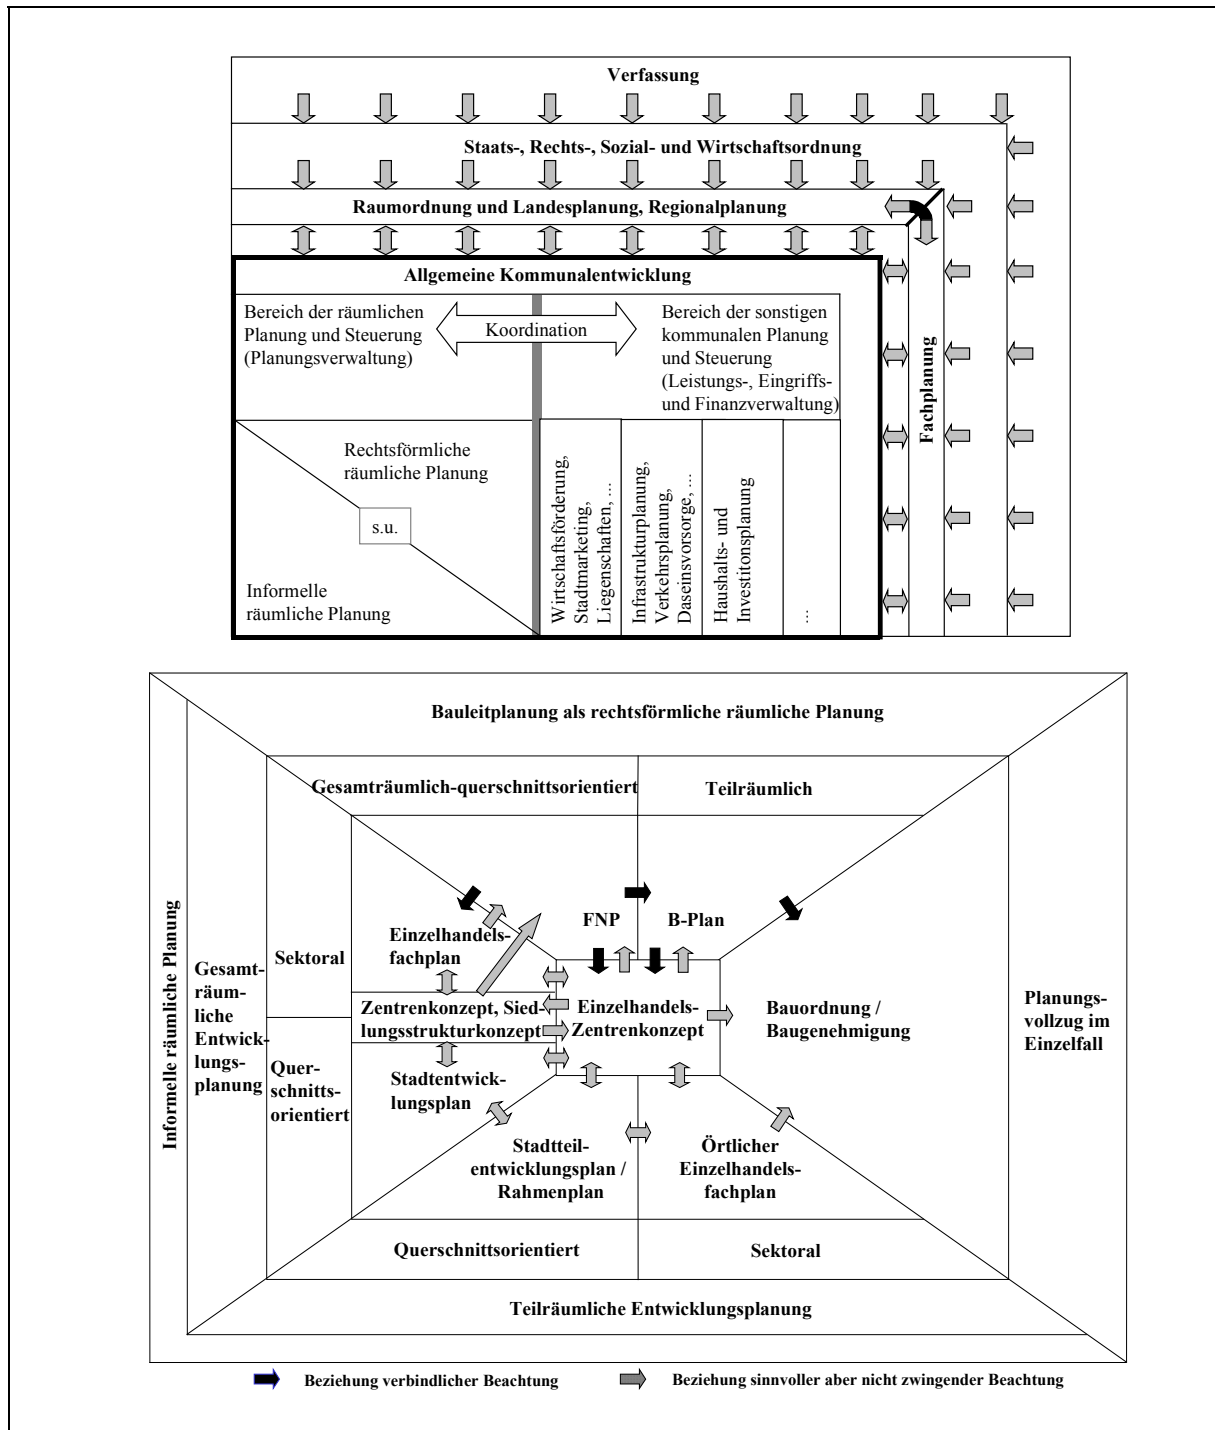 Verfassung
Staats-, Rechts-, Sozial- und Wirtschaftsordnung
Raumordnung und Landesplanung, Regionalplanung
Allgemeine Kommunalentwicklung
Bereich der räumlichen
Planung und Steuerung
(Planungsverwaltung)
Koordination
Bereich der sonstigen
kommunalen Planung
und Steuerung
(Leistungs-, Eingriffs-
und Finanzverwaltung)
Fachplanung
Rechtsförmliche
räumliche Planung
s.u.
Informelle
räumliche Planung
Wirtschaftsförderung,
Stadtmarketing,
Liegenschaften, ...
Infrastrukturplanung,
Verkehrsplanung,
Daseinsvorsorge, ...
Haushalts- und
Investitonsplanung
...
Bauleitplanung als rechtsförmliche räumliche Planung
Gesamträumlich-querschnittsorientiert
Teilräumlich
Informelle räumliche Planung
Gesamt-
räum-
liche
Entwick-
lungs-
planung
Sektoral
Quer-
schnitts-
orientiert
Einzelhandels-
fachplan
Zentrenkonzept, Sied-
lungsstrukturkonzept
Stadtentwick-
lungsplan
FNP
B-Plan
Einzelhandels-
Zentrenkonzept
Bauordnung /
Baugenehmigung
Planungs-
vollzug im
Einzelfall
Stadtteil-
entwicklungsplan /
Rahmenplan
Örtlicher
Einzelhandels-
fachplan
Querschnittsorientiert
Sektoral
Teilräumliche Entwicklungsplanung
Beziehung verbindlicher Beachtung
Beziehung sinnvoller aber nicht zwingender Beachtung